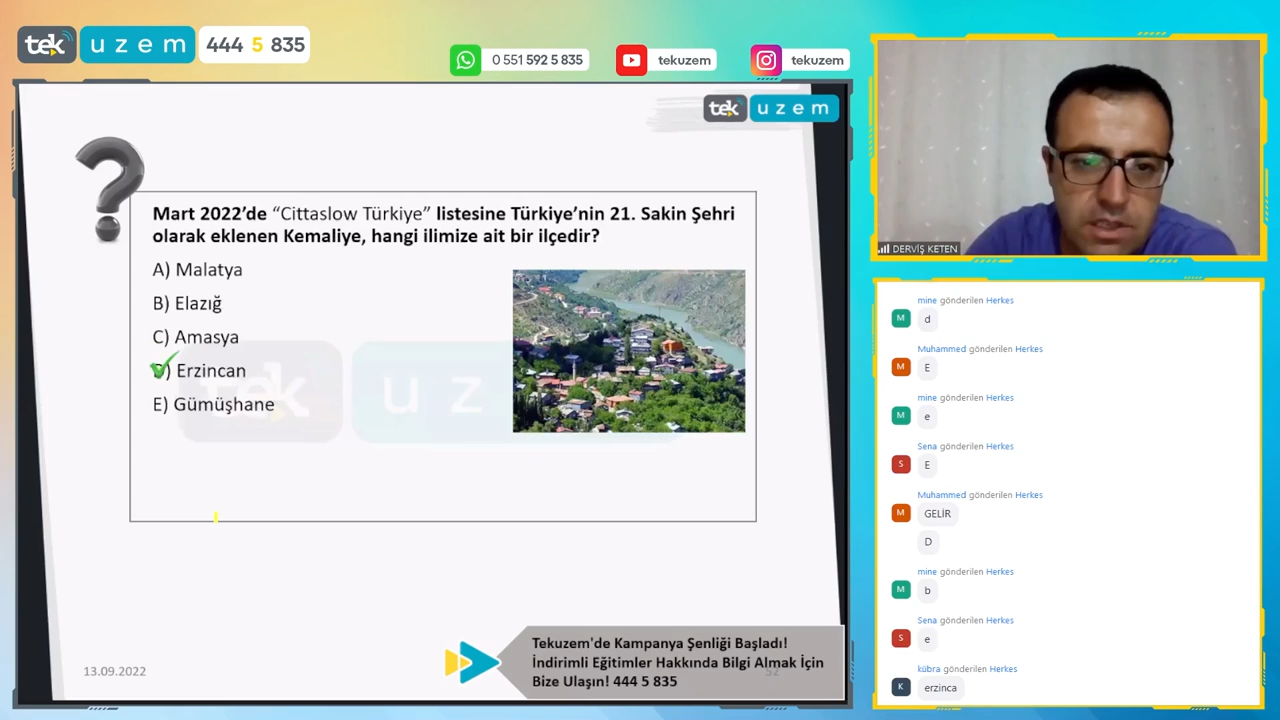 tek uzem 444 5 835
0 551 592 5 835
tekuzem
tekuzem
tek uzem
Mart 2022’de “Cittaslow Türkiye” listesine Türkiye’nin 21. Sakin Şehri
olarak eklenen Kemaliye, hangi ilimize ait bir ilçedir?
A) Malatya
B) Elazığ
C) Amasya
D) Erzincan
E) Gümüşhane
tek uz
13.09.2022
52
Tekuzem'de Kampanya Şenliği Başladı!
İndirimli Eğitimler Hakkında Bilgi Almak İçin
Bize Ulaşın! 444 5 835
DERVİŞ KETEN
mine gönderilen Herkes
M d
Muhammed gönderilen Herkes
M E
mine gönderilen Herkes
M e
Sena gönderilen Herkes
S E
Muhammed gönderilen Herkes
M GELİR
D
mine gönderilen Herkes
M b
Sena gönderilen Herkes
S e
kübra gönderilen Herkes
K erzinca